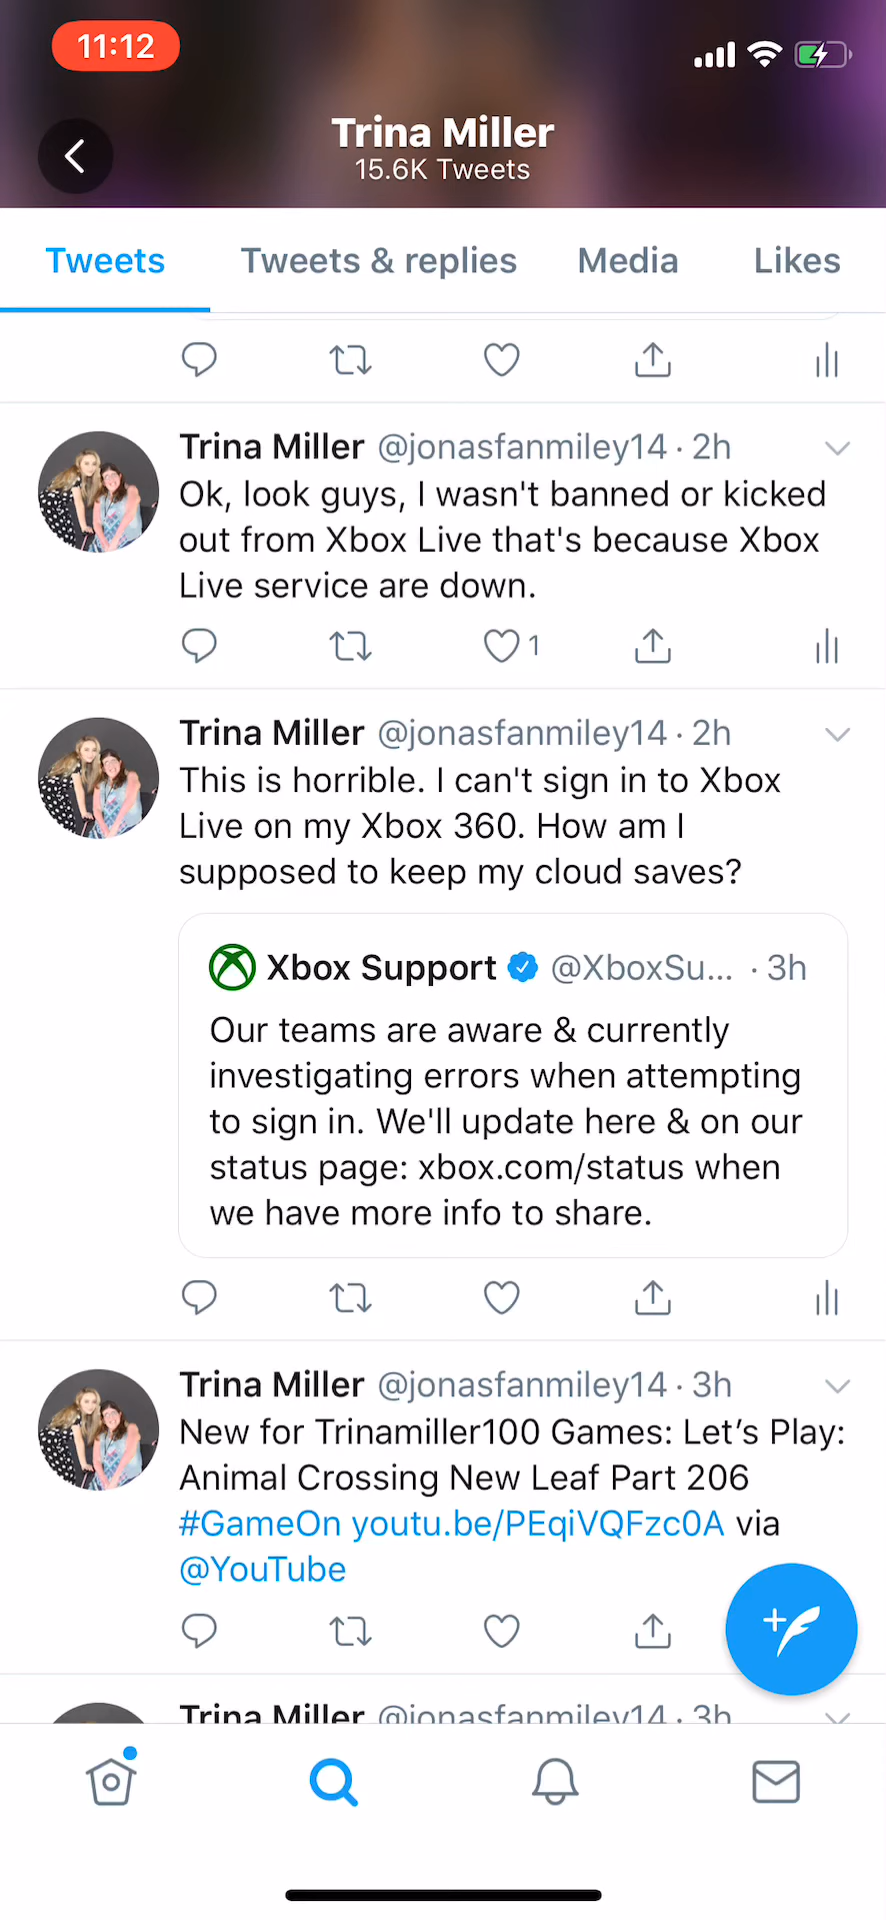 11:12
Trina Miller
15.6K Tweets
Tweets Tweets & replies Media Likes
Trina Miller @jonasfanmiley14 · 2h
Ok, look guys, I wasn't banned or kicked
out from Xbox Live that's because Xbox
Live service are down.
1
Trina Miller @jonasfanmiley14 · 2h
This is horrible. I can't sign in to Xbox
Live on my Xbox 360. How am I
supposed to keep my cloud saves?
Xbox Support @XboxSu... · 3h
Our teams are aware & currently
investigating errors when attempting
to sign in. We'll update here & on our
status page: xbox.com/status when
we have more info to share.
Trina Miller @jonasfanmiley14 · 3h
New for Trinamiller100 Games: Let’s Play:
Animal Crossing New Leaf Part 206
#GameOn youtu.be/PEqiVQFzc0A via
@YouTube
Trina Miller @jonasfanmiley14 · 3h